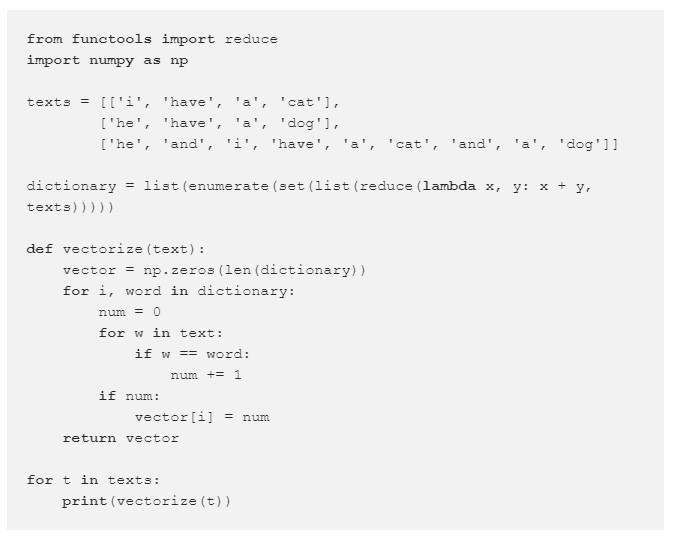 from functools import reduce
import numpy as np
texts = [['i', 'have', 'a', 'cat'],
['he', 'have', 'a', 'dog'],
['he', 'and', 'i', 'have', 'a', 'cat', 'and', 'a', 'dog']]
dictionary = list(enumerate(set(list(reduce(lambda x, y: x + y,
texts)))))
def vectorize(text):
vector = np.zeros(len(dictionary))
for i, word in dictionary:
num = 0
for w in text:
if w == word:
num += 1
if num:
vector[i] = num
return vector
for t in texts:
print(vectorize(t))